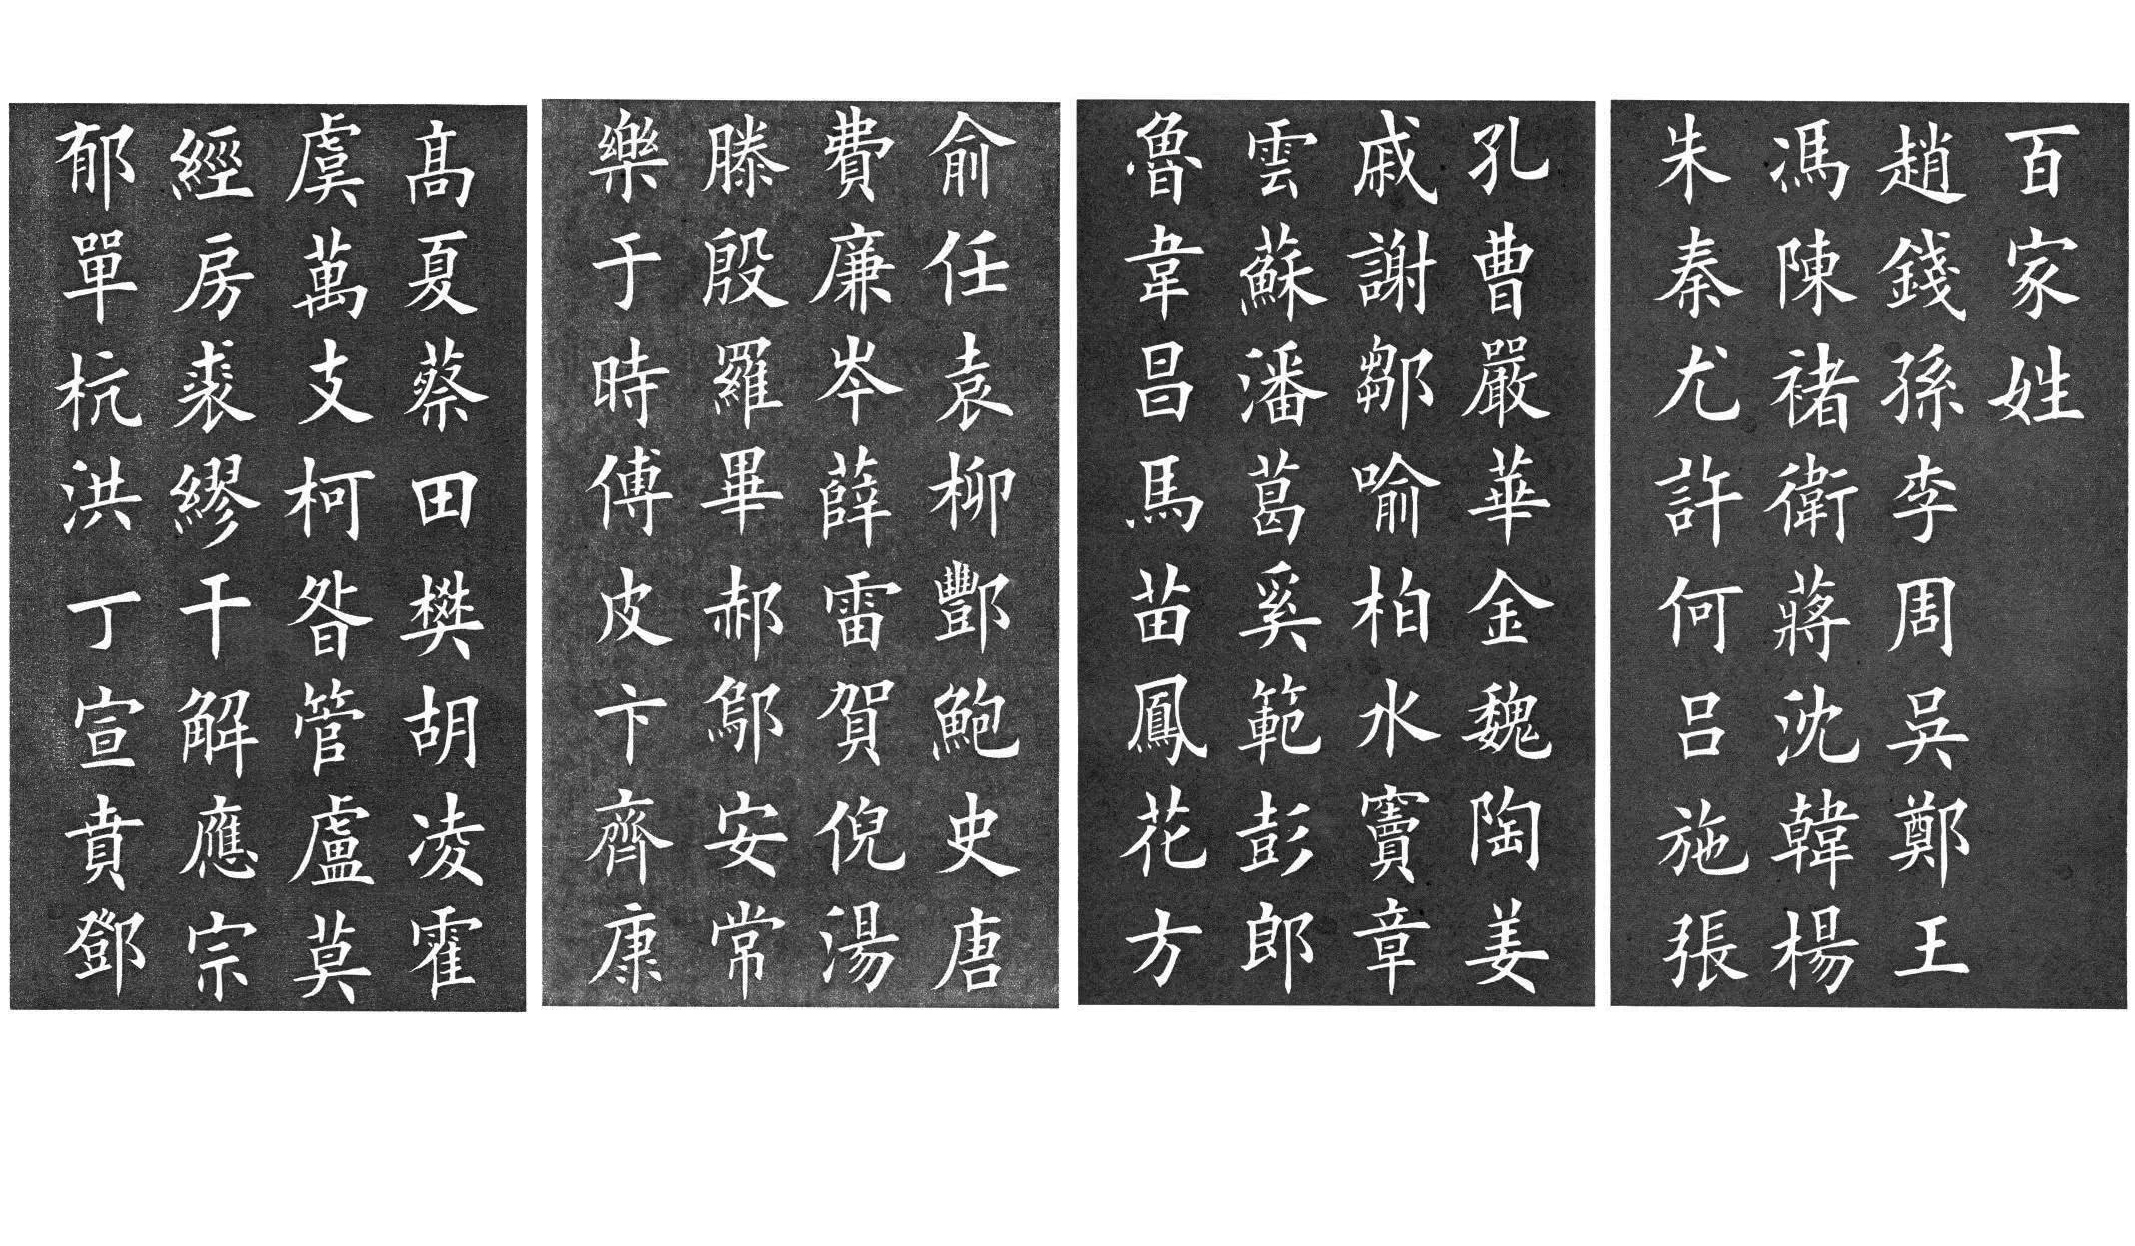 百家姓
趙錢孫李周吳鄭王
馮陳褚衛蔣沈韓楊
朱秦尤許何呂施張
孔曹嚴華金魏陶姜
戚謝鄒喻柏水竇章
雲蘇潘葛奚範彭郎
魯韋昌馬苗鳳花方
俞任袁柳酆鮑史唐
費廉岑薛雷賀倪湯
滕殷羅畢郝鄔安常
樂于時傅皮卞齊康
髙夏蔡田樊胡凌霍
虞萬支柯昝管盧莫
經房裘繆干解應宗
郁單杭洪丁宣賁鄧